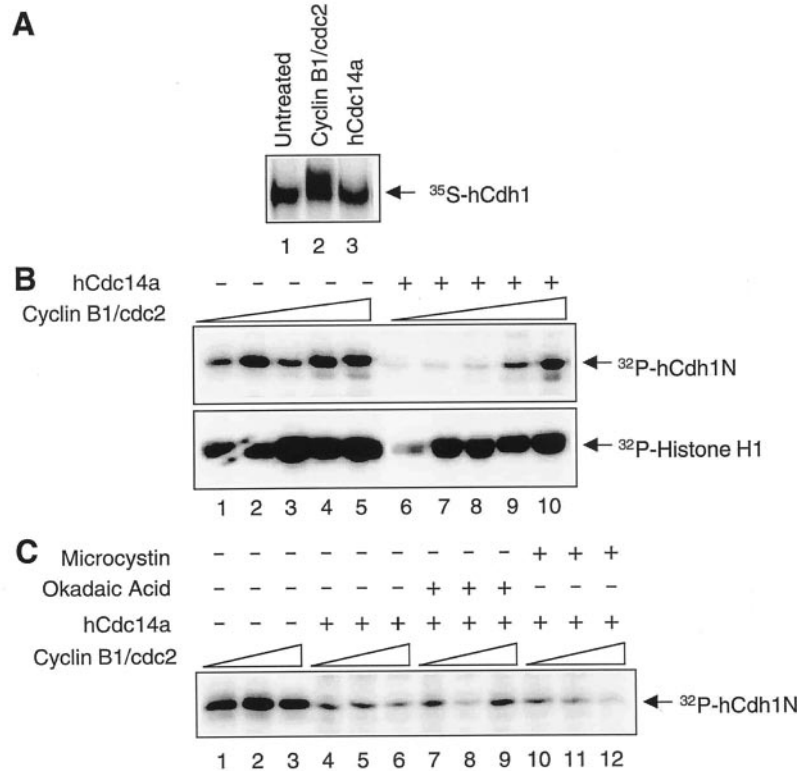 A
Untreated
Cyclin B1/cdc2
hCdc14a
35S-hCdh1
1 2 3
B
hCdc14a – – – – – + + + + +
Cyclin B1/cdc2
32P-hCdh1N
32P-Histone H1
1 2 3 4 5 6 7 8 9 10
C
Microcystin – – – – – – – – – + + +
Okadaic Acid – – – – – – + + + – – –
hCdc14a – – – + + + + + + + + +
Cyclin B1/cdc2
32P-hCdh1N
1 2 3 4 5 6 7 8 9 10 11 12